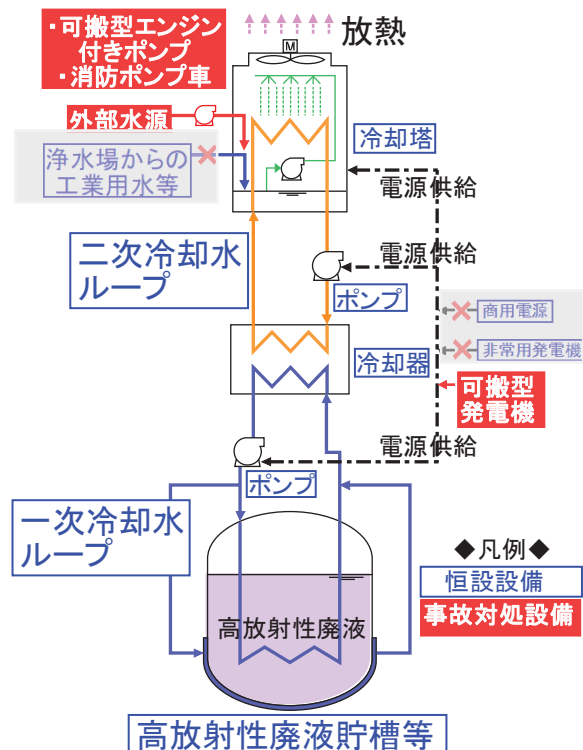 ・可搬型エンジン
付きポンプ
・消防ポンプ車
M
放熱
外部水源
浄水場からの
工業用水等
冷却塔
電源供給
二次冷却水
ループ
電源供給
ポンプ
商用電源
冷却器
非常用発電機
可搬型
発電機
電源供給
ポンプ
一次冷却水
ループ
◆凡例◆
恒設設備
事故対処設備
高放射性廃液
高放射性廃液貯槽等